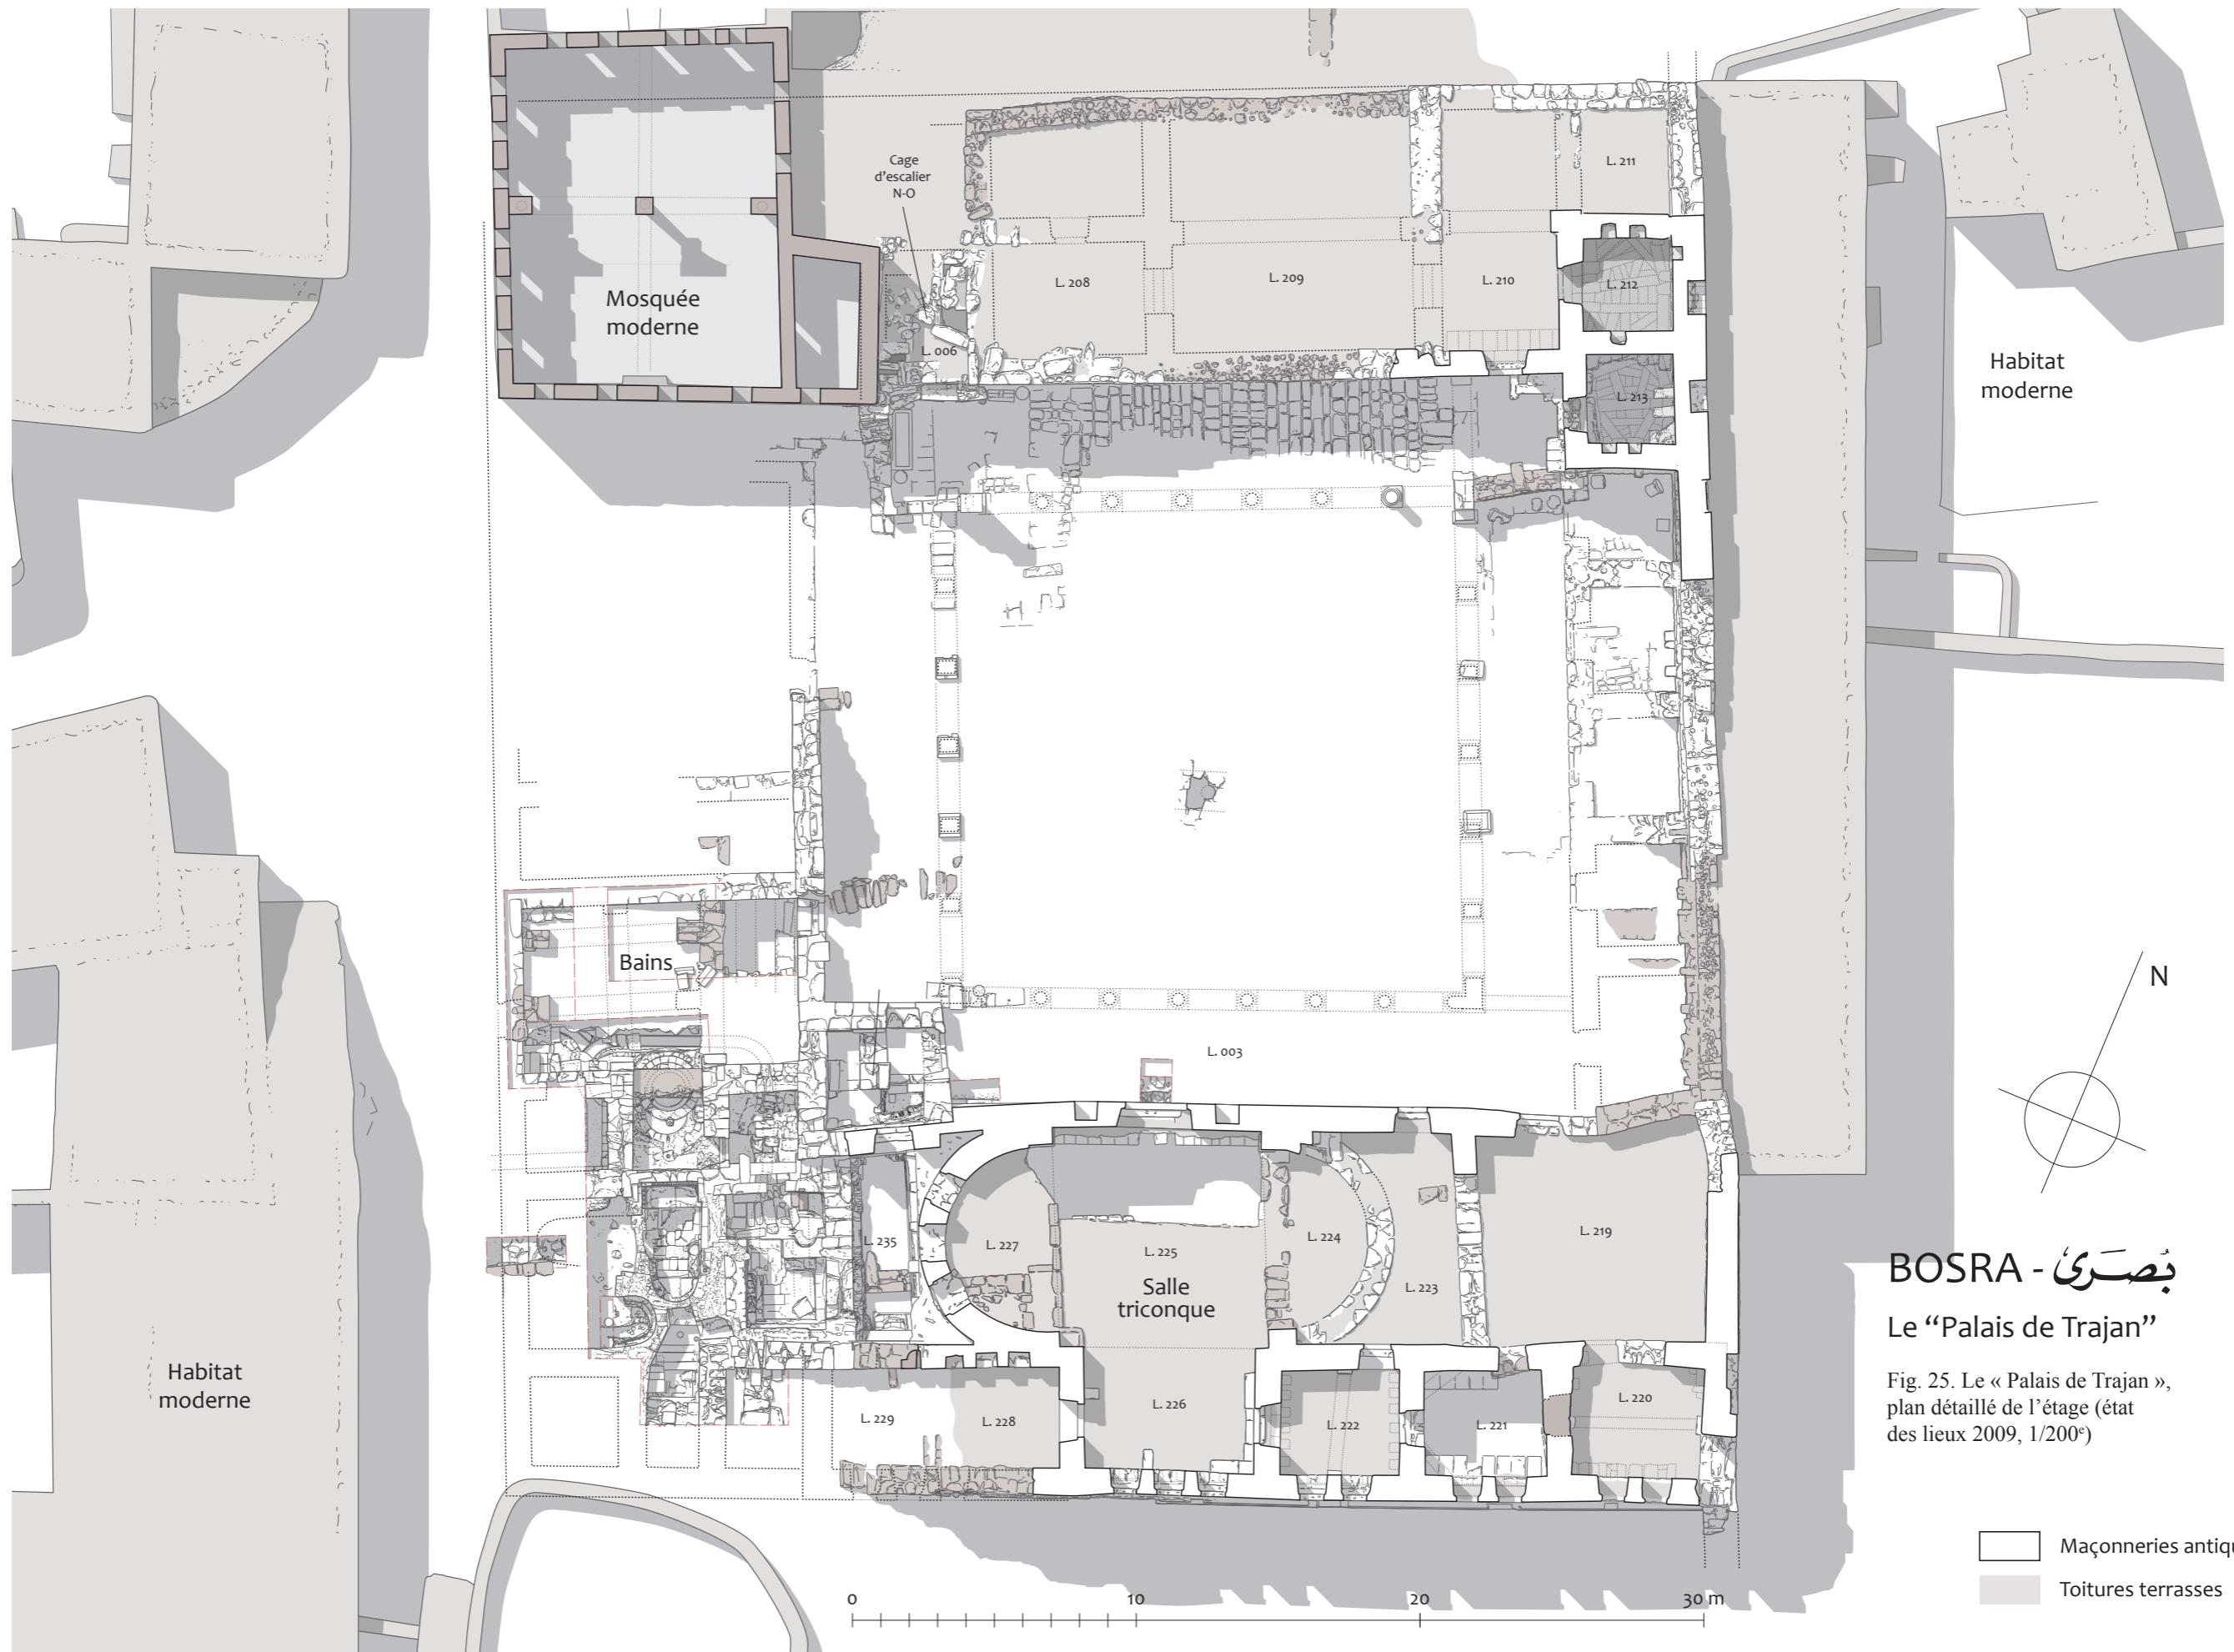 Cage
d'escalier
N-O
L. 211
L. 212
L. 208
L. 209
L. 210
Mosquée
moderne
L. 006
L. 213
Habitat
moderne
Bains
N
L. 003
L. 235
L. 227
L. 225
Salle
triconque
L. 224
L. 223
L. 219
BOSRA - بُصرَىٰ
Le “Palais de Trajan”
Fig. 25. Le « Palais de Trajan »,
plan détaillé de l’étage (état
des lieux 2009, 1/200e)
Habitat
moderne
L. 229
L. 228
L. 226
L. 222
L. 221
L. 220
Maçonneries antiqu
Toitures terrasses
0 10 20 30 m